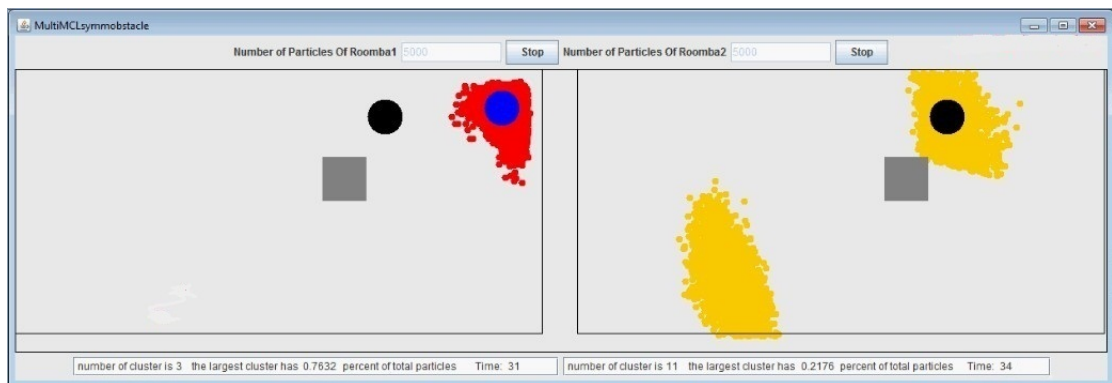 MultiMCLsymmobstacle
Number of Particles Of Roomba1 5000 Stop Number of Particles Of Roomba2 5000 Stop
number of cluster is 3 the largest cluster has 0.7632 percent of total particles Time: 31
number of cluster is 11 the largest cluster has 0.2176 percent of total particles Time: 34